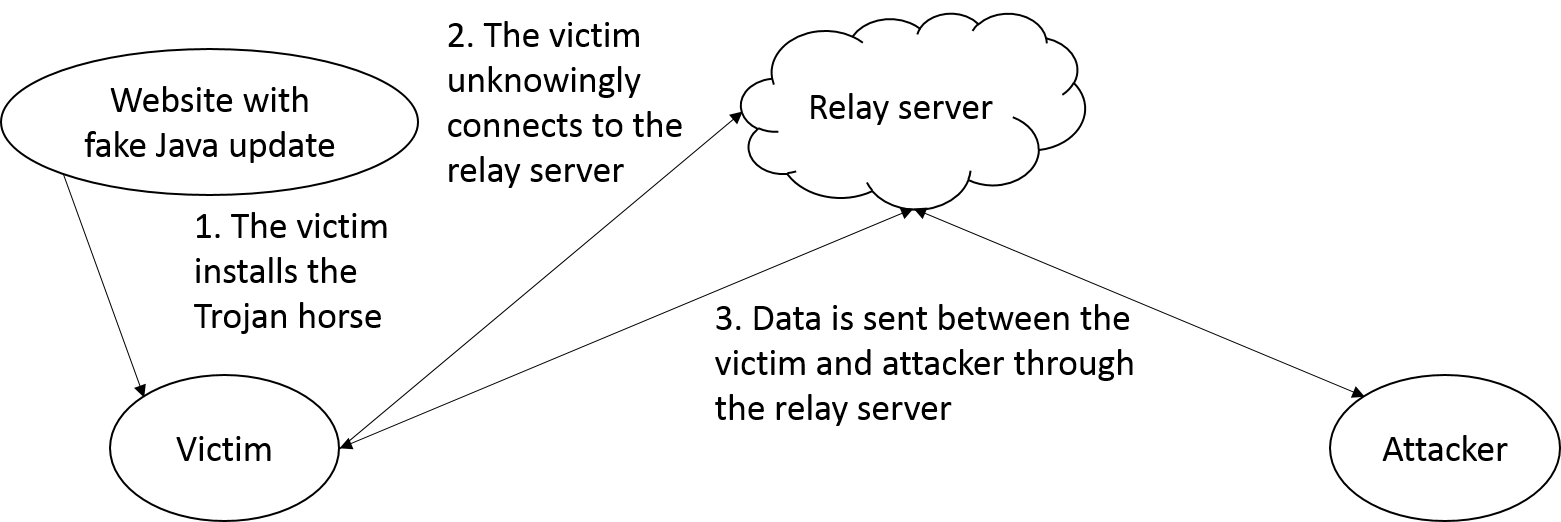 Website with
fake Java update
1. The victim
installs the
Trojan horse
Victim
2. The victim
unknowingly
connects to the
relay server
Relay server
3. Data is sent between the
victim and attacker through
the relay server
Attacker